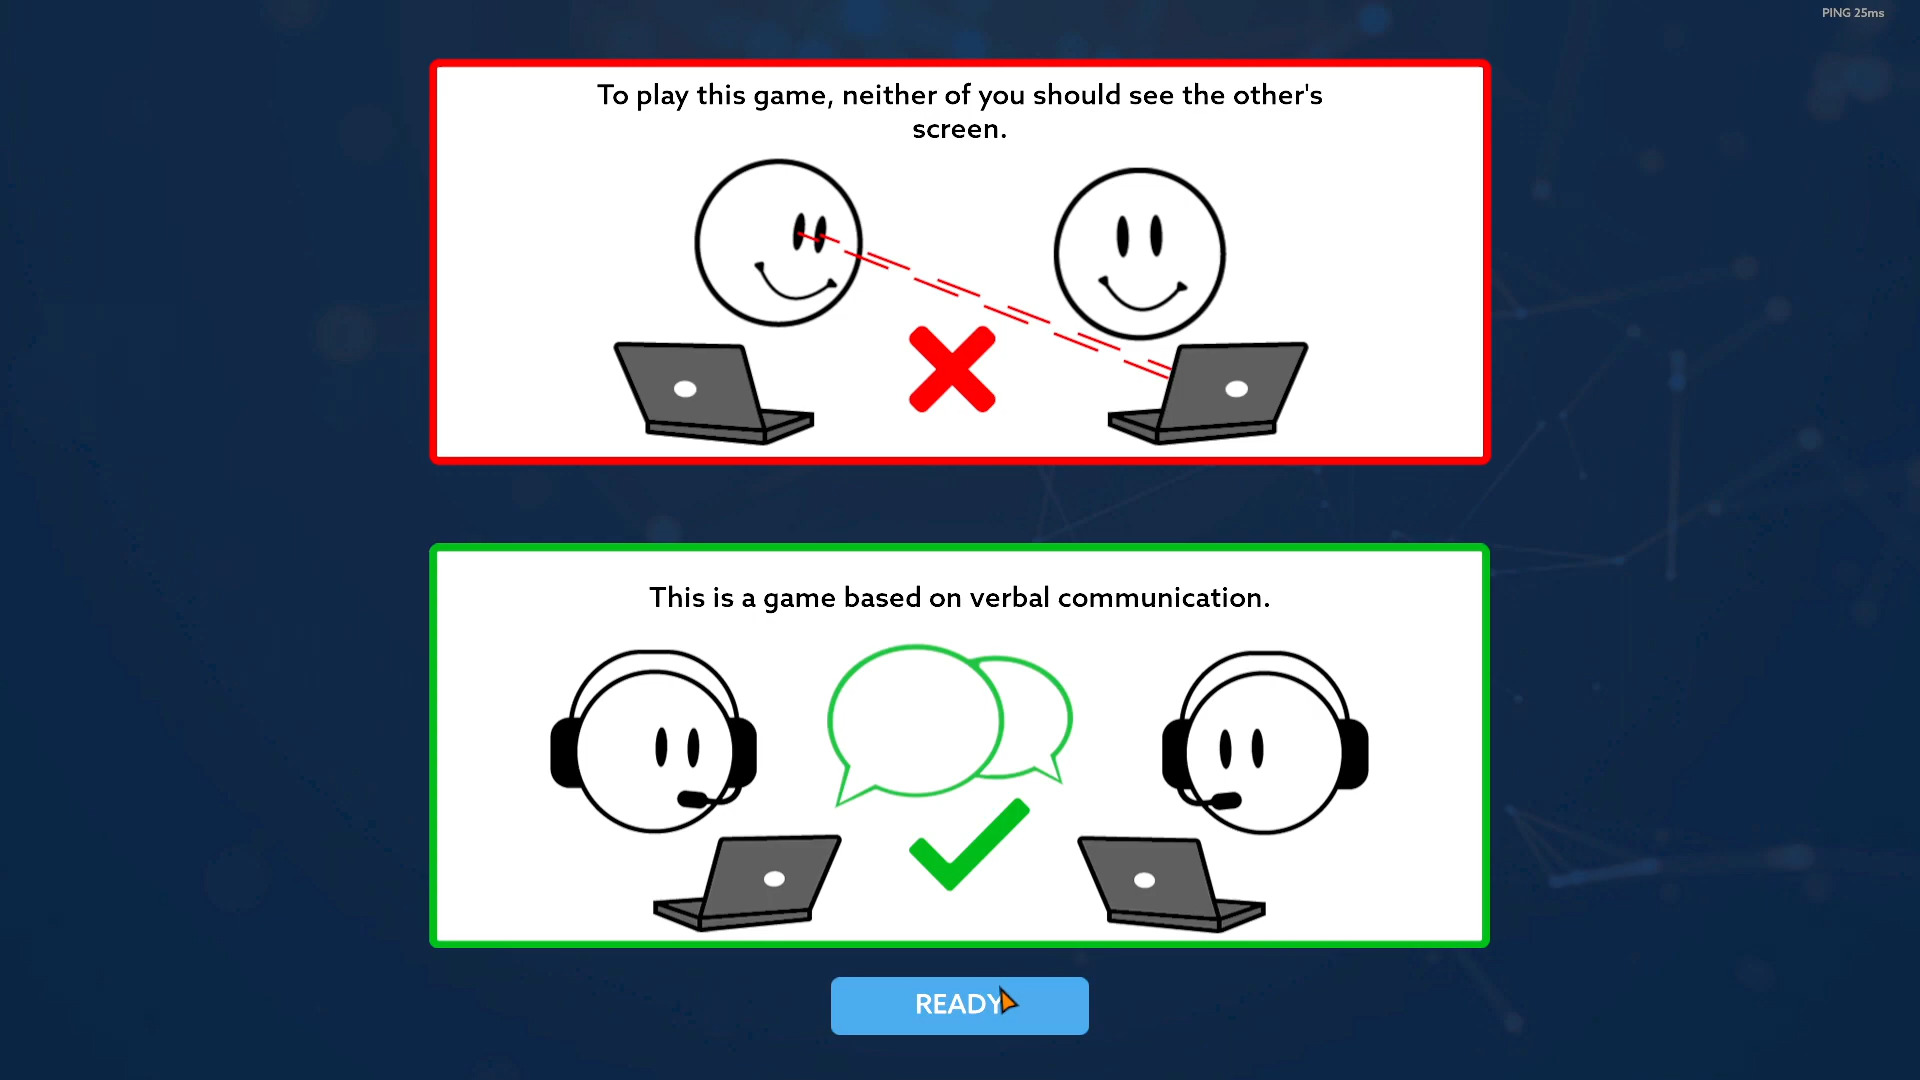 PING 25ms
To play this game, neither of you should see the other's
screen.
This is a game based on verbal communication.
READY